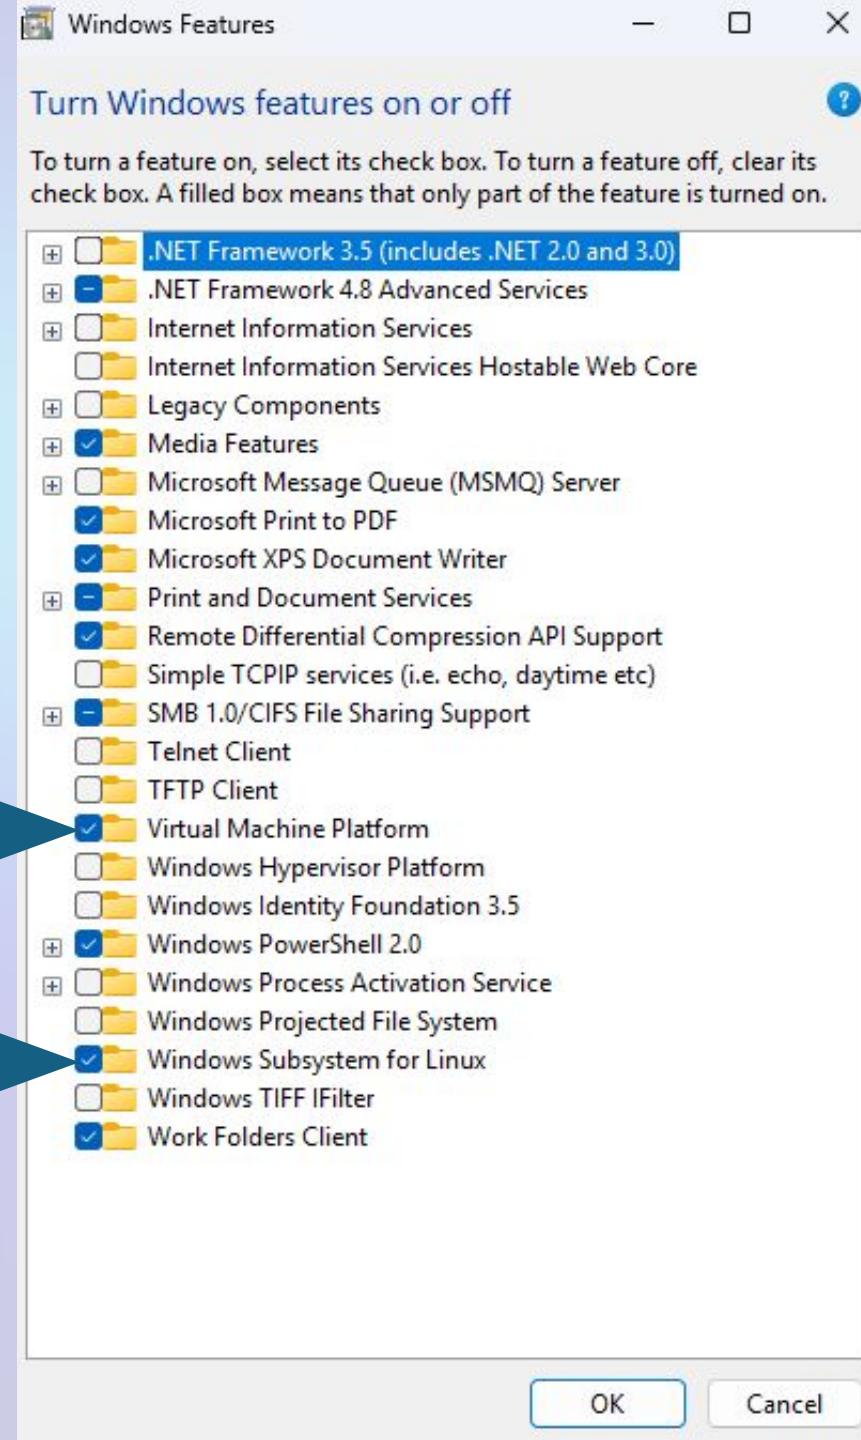 Windows Features
Turn Windows features on or off
To turn a feature on, select its check box. To turn a feature off, clear its
check box. A filled box means that only part of the feature is turned on.
.NET Framework 3.5 (includes .NET 2.0 and 3.0)
.NET Framework 4.8 Advanced Services
Internet Information Services
Internet Information Services Hostable Web Core
Legacy Components
Media Features
Microsoft Message Queue (MSMQ) Server
Microsoft Print to PDF
Microsoft XPS Document Writer
Print and Document Services
Remote Differential Compression API Support
Simple TCPIP services (i.e. echo, daytime etc)
SMB 1.0/CIFS File Sharing Support
Telnet Client
TFTP Client
Virtual Machine Platform
Windows Hypervisor Platform
Windows Identity Foundation 3.5
Windows PowerShell 2.0
Windows Process Activation Service
Windows Projected File System
Windows Subsystem for Linux
Windows TIFF IFilter
Work Folders Client
OK Cancel